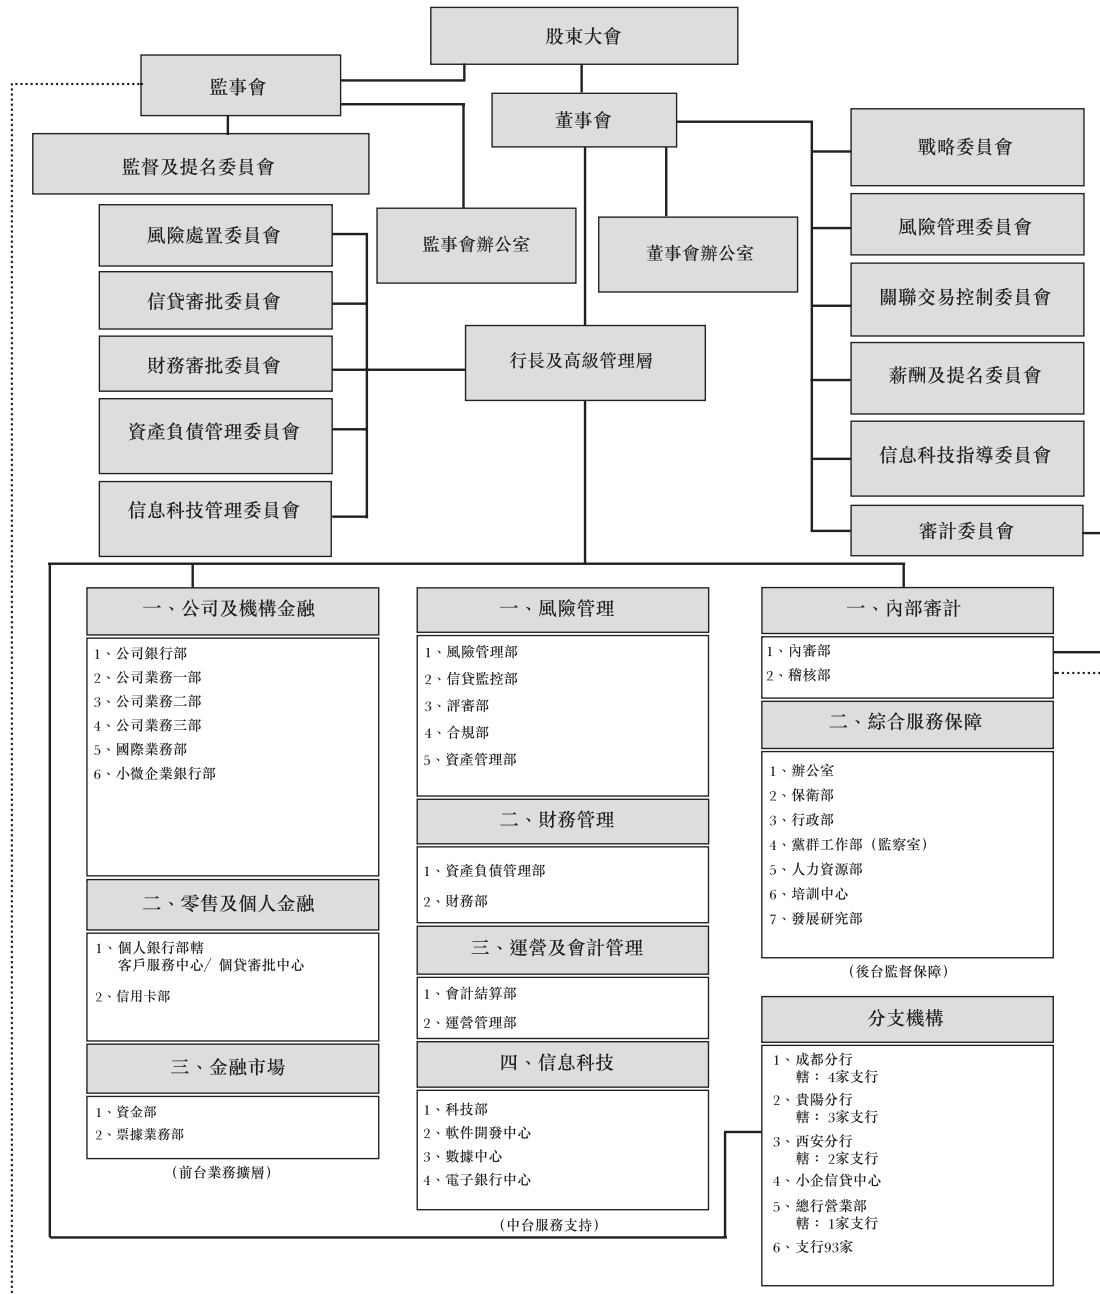 股東大會
監事會
董事會
監督及提名委員會
戰略委員會
風險處置委員會
監事會辦公室
董事會辦公室
風險管理委員會
信貸審批委員會
關聯交易控制委員會
財務審批委員會
行長及高級管理層
薪酬及提名委員會
資產負債管理委員會
信息科技指導委員會
信息科技管理委員會
審計委員會
一、公司及機構金融
1、公司銀行部
2、公司業務一部
3、公司業務二部
4、公司業務三部
5、國際業務部
6、小微企業銀行部
二、零售及個人金融
1、個人銀行部轄
客戶服務中心/ 個貸審批中心
2、信用卡部
三、金融市場
1、資金部
2、票據業務部
(前台業務擴層)
一、風險管理
1、風險管理部
2、信貸監控部
3、評審部
4、合規部
5、資產管理部
二、財務管理
1、資產負債管理部
2、財務部
三、運營及會計管理
1、會計結算部
2、運營管理部
四、信息科技
1、科技部
2、軟件開發中心
3、數據中心
4、電子銀行中心
(中台服務支持)
一、內部審計
1、內審部
2、稽核部
二、綜合服務保障
1、辦公室
2、保衛部
3、行政部
4、黨群工作部（監察室）
5、人力資源部
6、培訓中心
7、發展研究部
(後台監督保障)
分支機構
1、成都分行
轄： 4家支行
2、貴陽分行
轄： 3家支行
3、西安分行
轄： 2家支行
4、小企信貸中心
5、總行營業部
轄： 1家支行
6、支行93家